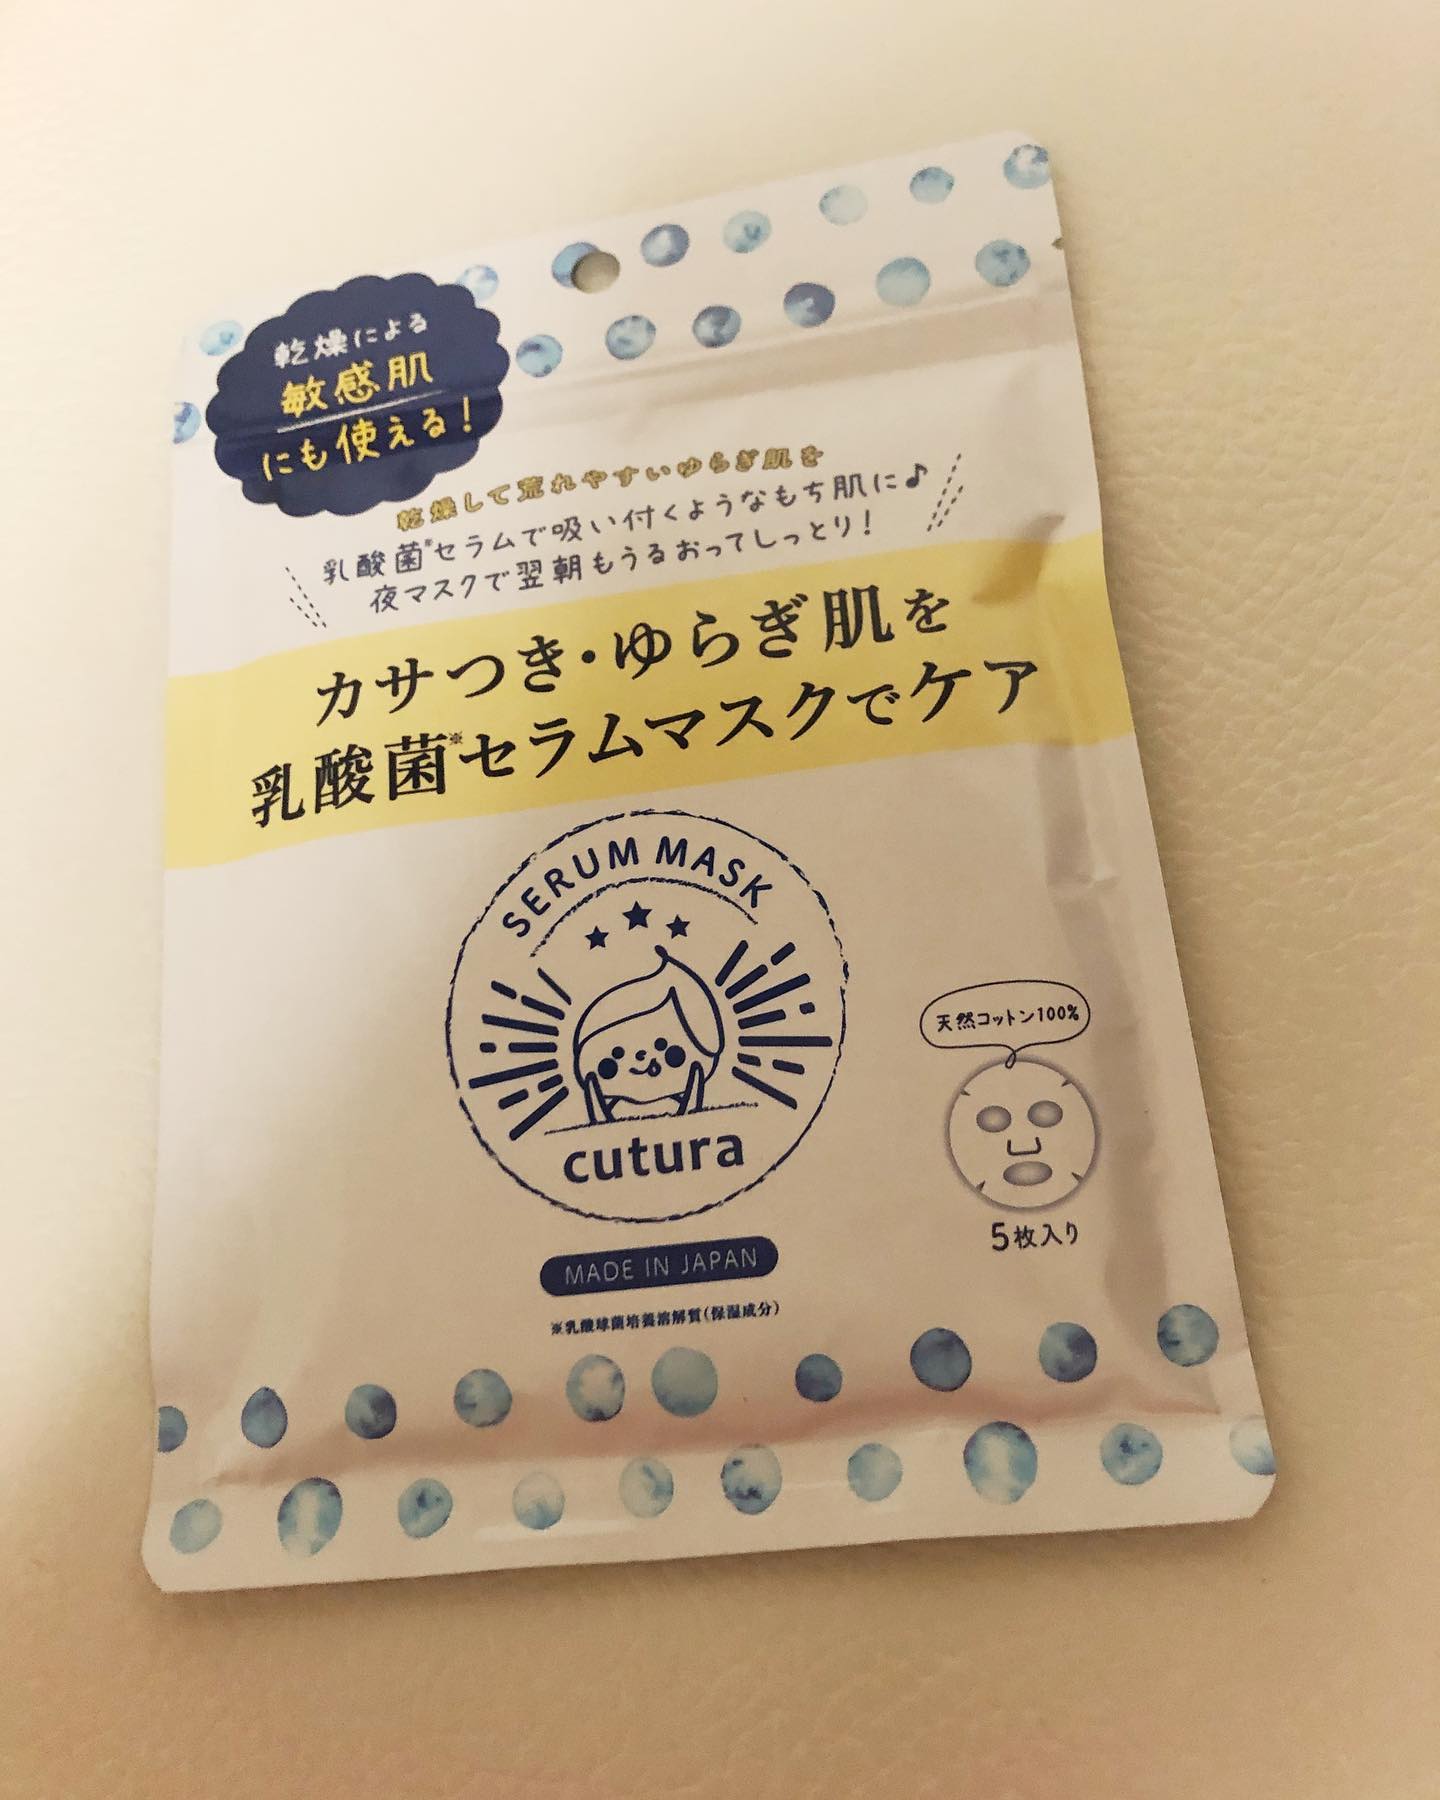 乾燥による
敏感肌
にも使える!
乾燥して荒れやすいゆらぎ肌を
乳酸菌※セラムで吸い付くようなもち肌に♪
夜マスクで翌朝もうるおってしっとり!
カサつき・ゆらぎ肌を
乳酸菌※セラムマスクでケア
SERUM MASK
cutura
天然コットン100%
5枚入り
MADE IN JAPAN
※乳酸球菌培養溶解質(保湿成分)